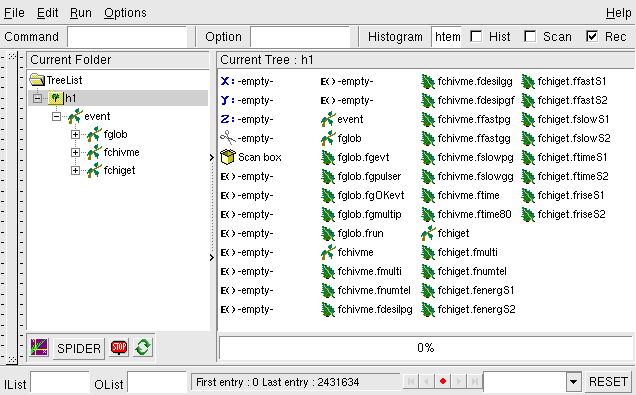 File Edit Run Options Help
Command Option Histogram htem Hist Scan Rec
Current Folder
TreeList
h1
event
fglob
fchivme
fchiget
Current Tree : h1
X: -empty- E() -empty- fchivme.fdesilgg fchiget.ffastS1
Y: -empty- E() -empty- fchivme.fdesipgf fchiget.ffastS2
Z: -empty- event fchivme.ffastpg fchiget.fslowS1
-empty- fglob fchivme.ffastgg fchiget.fslowS2
Scan box fglob.fgevt fchivme.fslowpg fchiget.ftimeS1
E() -empty- fglob.fgpulser fchivme.fslowgg fchiget.ftimeS2
E() -empty- fglob.fgOKevt fchivme.ftime fchiget.friseS1
E() -empty- fglob.fgmultip fchivme.ftime80 fchiget.friseS2
E() -empty- fglob.frun fchiget
E() -empty- fchivme fchiget.fmulti
E() -empty- fchivme.fmulti fchiget.fnumtel
E() -empty- fchivme.fnumtel fchiget.fenergS1
E() -empty- fchivme.fdesilpg fchiget.fenergS2
SPIDER STOP
0%
IList OList First entry : 0 Last entry : 2431634 RESET